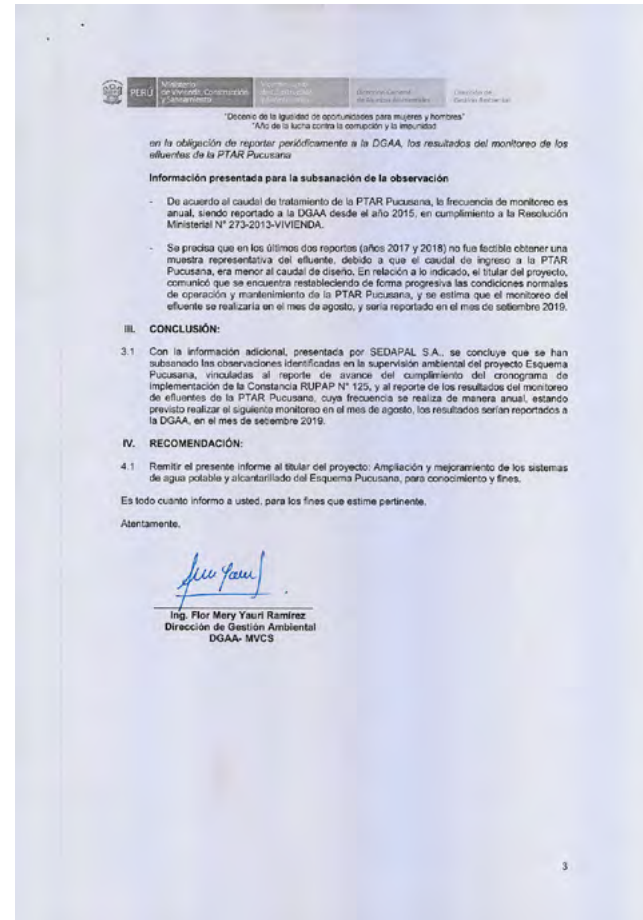 PERÚ
Ministerio
de Vivienda, Construcción
y Saneamiento
Dirección General
de Asuntos Ambientales
Dirección de
Gestión Ambiental
"Decenio de la igualdad de oportunidades para mujeres y hombres"
"Año de la lucha contra la corrupción y la impunidad
en la obligación de reportar periódicamente a la DGAA, los resultados del monitoreo de los
efluentes de la PTAR Pucusana
Información presentada para la subsanación de la observación
- De acuerdo al caudal de tratamiento de la PTAR Pucusana, la frecuencia de monitoreo es
anual, siendo reportado a la DGAA desde el año 2015, en cumplimiento a la Resolución
Ministerial N° 273-2013-VIVIENDA.
- Se precisa que en los últimos dos reportes (años 2017 y 2018) no fue factible obtener una
muestra representativa del efluente, debido a que el caudal de ingreso a la PTAR
Pucusana, era menor al caudal de diseño. En relación a lo indicado, el titular del proyecto,
comunicó que se encuentra restableciendo de forma progresiva las condiciones normales
de operación y mantenimiento de la PTAR Pucusana, y se estima que el monitoreo del
efluente se realizaría en el mes de agosto, y sería reportado en el mes de setiembre 2019.
III. CONCLUSIÓN:
3.1 Con la información adicional, presentada por SEDAPAL S.A., se concluye que se han
subsanado las observaciones identificadas en la supervisión ambiental del proyecto Esquema
Pucusana, vinculadas al reporte de avance del cumplimiento del cronograma de
implementación de la Constancia RUPAP N° 125, y al reporte de los resultados del monitoreo
de efluentes de la PTAR Pucusana, cuya frecuencia se realiza de manera anual, estando
previsto realizar el siguiente monitoreo en el mes de agosto, los resultados serían reportados a
la DGAA, en el mes de setiembre 2019.
IV. RECOMENDACIÓN:
4.1 Remitir el presente informe al titular del proyecto: Ampliación y mejoramiento de los sistemas
de agua potable y alcantarillado del Esquema Pucusana, para conocimiento y fines.
Es todo cuanto informo a usted, para los fines que estime pertinente.
Atentamente,
Ing. Flor Mery Yauri Ramirez
Dirección de Gestión Ambiental
DGAA- MVCS
3